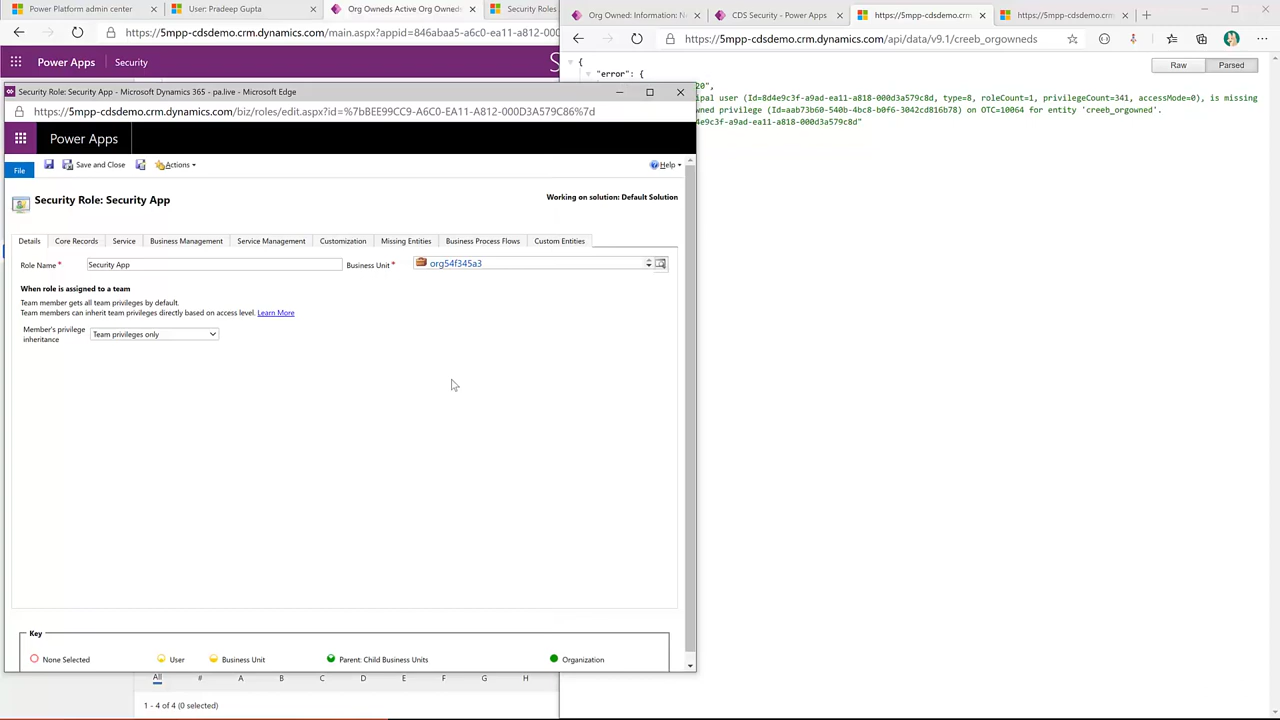 Power Platform admin center
User: Pradeep Gupta
Org Owneds Active Org Owneds
Security Roles
https://5mpp-cdsdemo.crm.dynamics.com/main.aspx?appid=846abaa5-a6c0-ea11-a812-000
Power Apps
Security
Org Owned: Information: N
CDS Security - Power Apps
https://5mpp-cdsdemo.crm.dynam
https://5mpp-cdsdemo.crm.dynami
https://5mpp-cdsdemo.crm.dynamics.com/api/data/v9.1/creeb_orgowneds
Raw
Parsed
{
"error": {
20",
ipal user (Id=8d4e9c3f-a9ad-ea11-a818-000d3a579c8d, type=8, roleCount=1, privilegeCount=341, accessMode=0), is missing
owned privilege (Id=aab73b60-540b-4bc8-b0f6-3042cd816b78) on OTC=10064 for entity 'creeb_orgowned'.
4e9c3f-a9ad-ea11-a818-000d3a579c8d"
Security Role: Security App - Microsoft Dynamics 365 - pa.live - Microsoft Edge
https://5mpp-cdsdemo.crm.dynamics.com/biz/roles/edit.aspx?id=%7bBEE99CC9-A6C0-EA11-A812-000D3A579C86%7d
Power Apps
File
Save and Close
Actions
Help
Security Role: Security App
Working on solution: Default Solution
Details
Core Records
Service
Business Management
Service Management
Customization
Missing Entities
Business Process Flows
Custom Entities
Role Name *
Security App
Business Unit *
org54f345a3
When role is assigned to a team
Team member gets all team privileges by default.
Team members can inherit team privileges directly based on access level. Learn More
Member's privilege
inheritance
Team privileges only
Key
None Selected
User
Business Unit
Parent: Child Business Units
Organization
All
#
A
B
C
D
E
F
G
H
1 - 4 of 4 (0 selected)